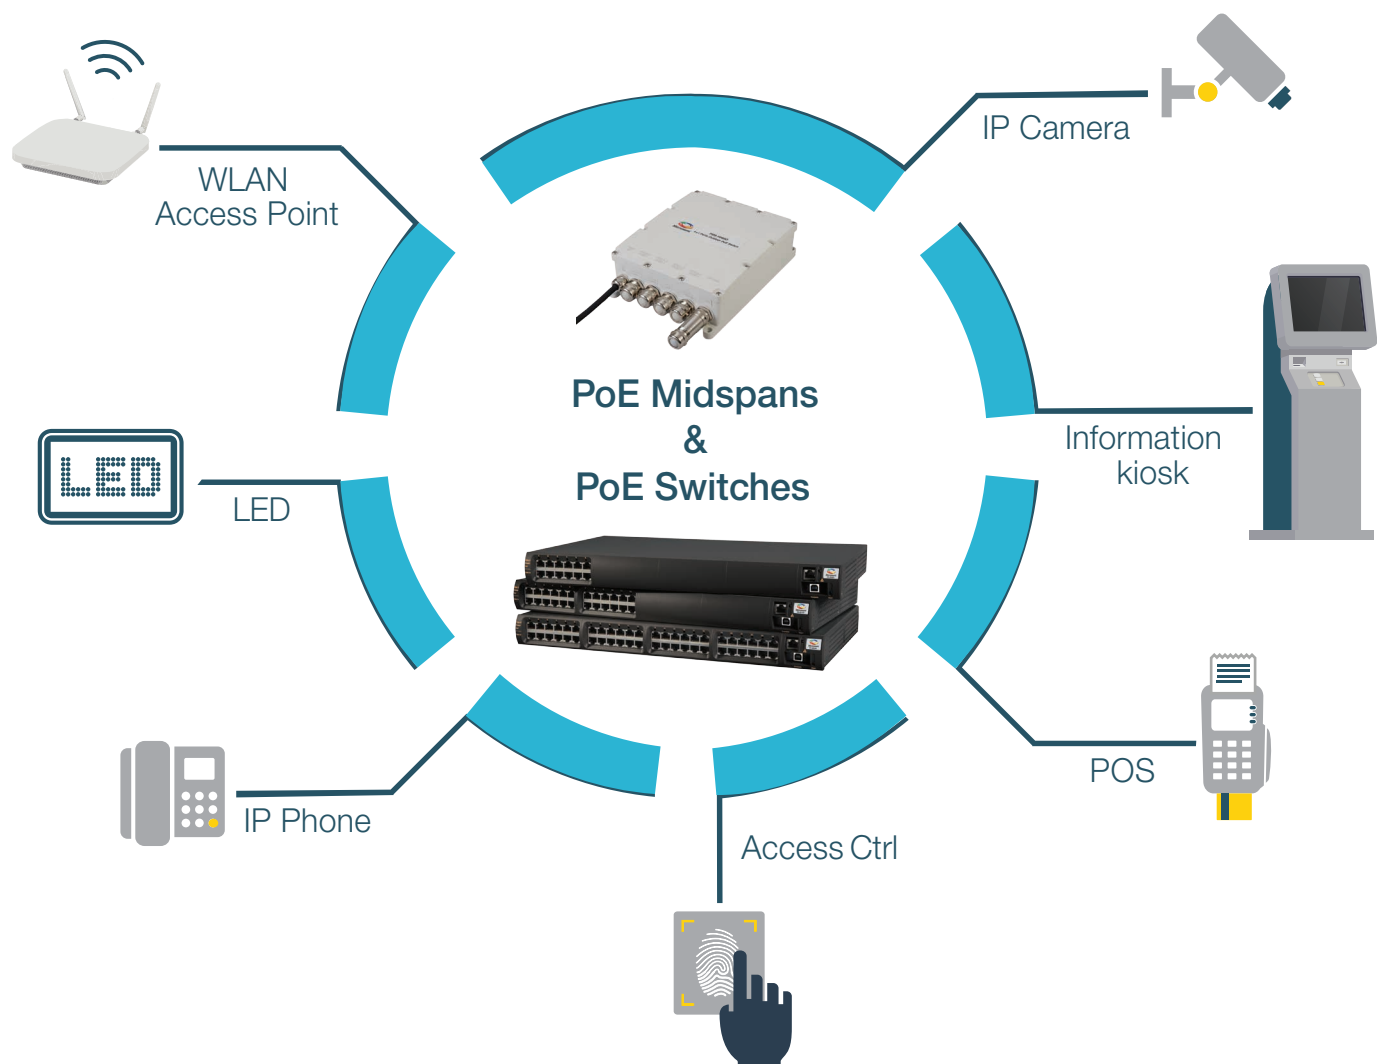 WLAN
Access Point
IP Camera
PoE Midspans
&
PoE Switches
Information
kiosk
LED
LED
POS
IP Phone
Access Ctrl